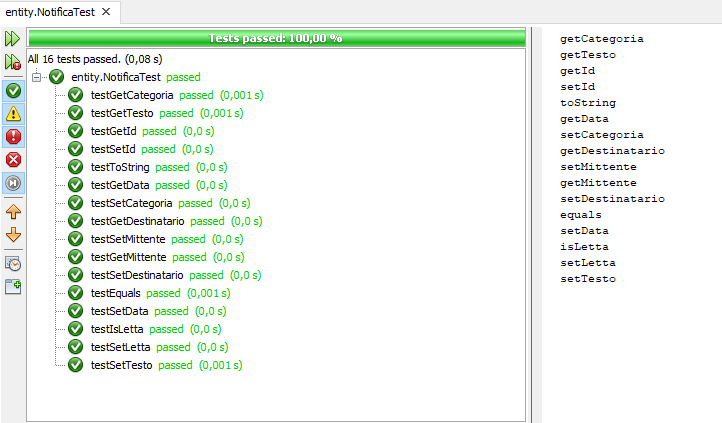 entity.NotificaTest
Tests passed: 100,00 %
All 16 tests passed. (0,08 s)
entity.NotificaTest passed
testGetCategoria passed (0,001 s)
testGetTesto passed (0,001 s)
testGetId passed (0,0 s)
testSetId passed (0,0 s)
testToString passed (0,0 s)
testGetData passed (0,0 s)
testSetCategoria passed (0,0 s)
testGetDestinatario passed (0,0 s)
testSetMittente passed (0,0 s)
testGetMittente passed (0,0 s)
testSetDestinatario passed (0,0 s)
testEquals passed (0,001 s)
testSetData passed (0,0 s)
testIsLetta passed (0,0 s)
testSetLetta passed (0,0 s)
testSetTesto passed (0,001 s)
getCategoria
getTesto
getId
setId
toString
getData
setCategoria
getDestinatario
setMittente
getMittente
setDestinatario
equals
setData
isLetta
setLetta
setTesto